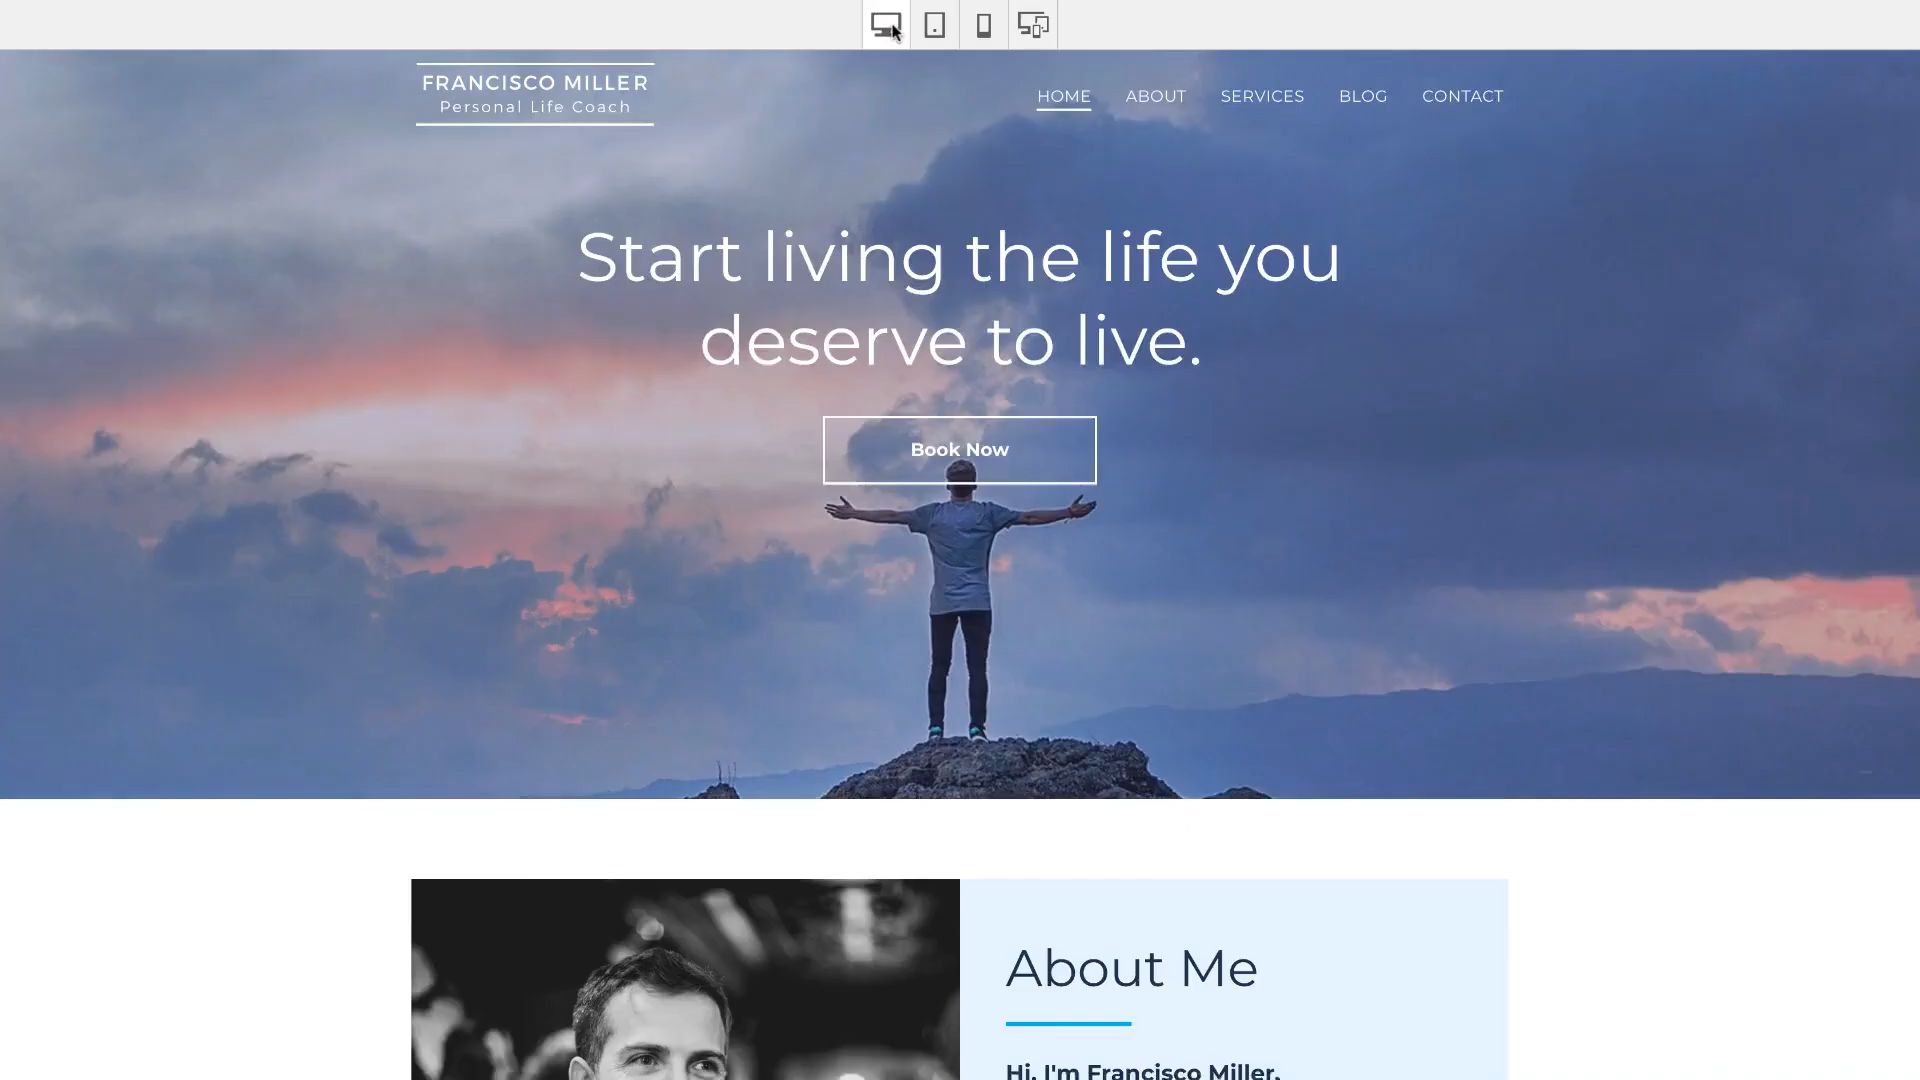 FRANCISCO MILLER
Personal Life Coach
HOME ABOUT SERVICES BLOG CONTACT
Start living the life you
deserve to live.
Book Now
About Me
Hi, I'm Francisco Miller,